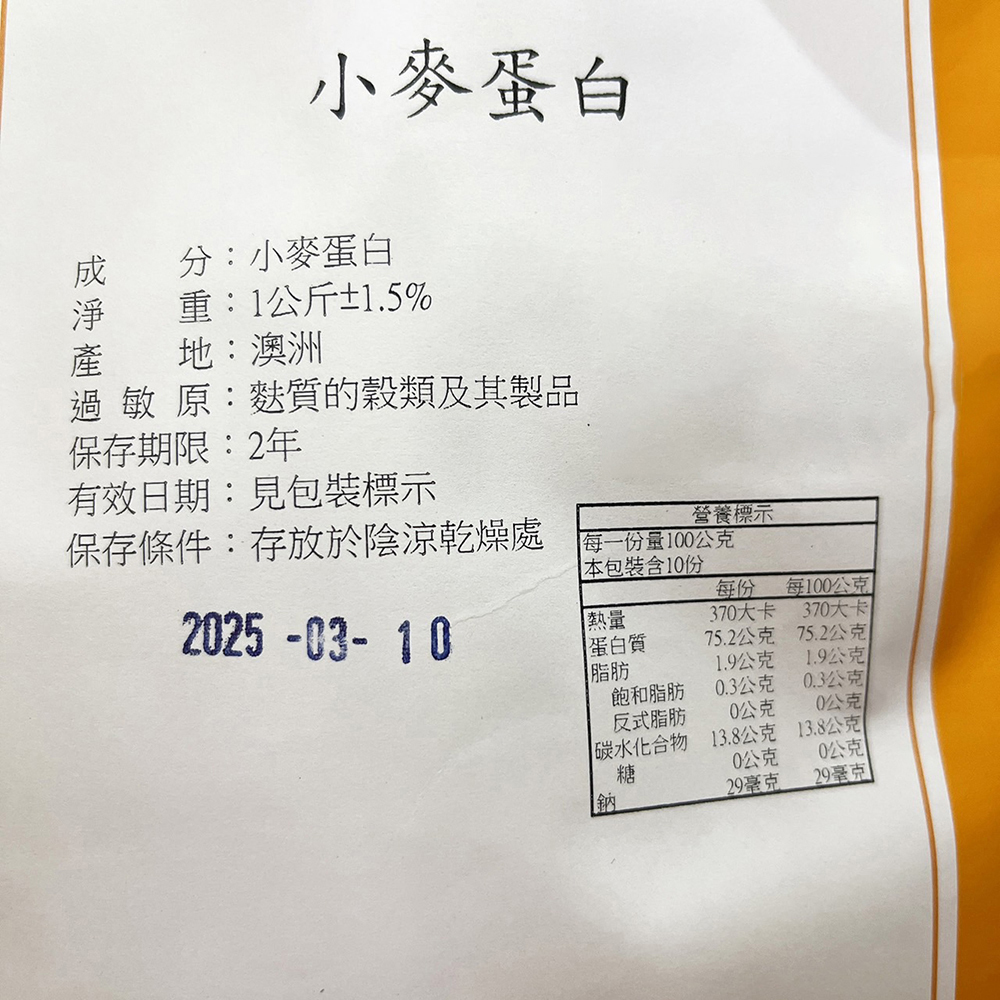 小麥蛋白
成分：小麥蛋白
淨重：1公斤±1.5%
產地：澳洲
過敏原：麩質的穀類及其製品
保存期限：2年
有效日期：見包裝標示
保存條件：存放於陰涼乾燥處
2025 -03- 10
營養標示
每一份量100公克
本包裝含10份
每份 每100公克
熱量 370大卡 370大卡
蛋白質 75.2公克 75.2公克
脂肪 1.9公克 1.9公克
飽和脂肪 0.3公克 0.3公克
反式脂肪 0公克 0公克
碳水化合物 13.8公克 13.8公克
糖 0公克 0公克
鈉 29毫克 29毫克